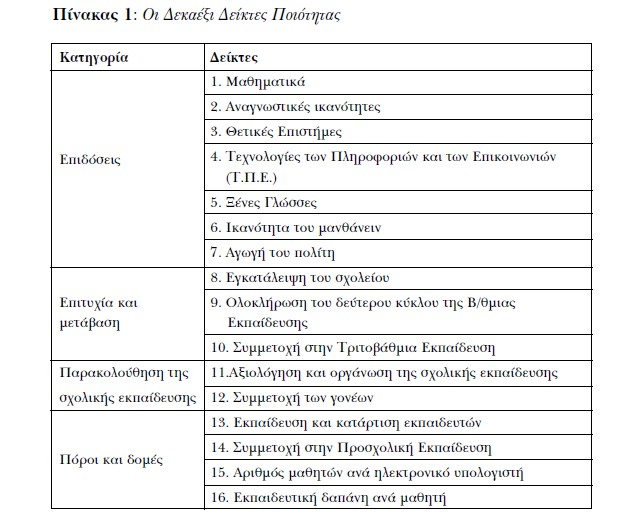 Πίνακας 1: Οι Δεκαέξι Δείκτες Ποιότητας
Κατηγορία
Δείκτες
Επιδόσεις
1. Μαθηματικά
2. Αναγνωστικές ικανότητες
3. Θετικές Επιστήμες
4. Τεχνολογίες των Πληροφοριών και των Επικοινωνιών
(Τ.Π.Ε.)
5. Ξένες Γλώσσες
6. Ικανότητα του μανθάνειν
7. Αγωγή του πολίτη
Επιτυχία και
μετάβαση
8. Εγκατάλειψη του σχολείου
9. Ολοκλήρωση του δεύτερου κύκλου της Β/θμιας
Εκπαίδευσης
10. Συμμετοχή στην Τριτοβάθμια Εκπαίδευση
Παρακολούθηση της
σχολικής εκπαίδευσης
11.Αξιολόγηση και οργάνωση της σχολικής εκπαίδευσης
12. Συμμετοχή των γονέων
Πόροι και δομές
13. Εκπαίδευση και κατάρτιση εκπαιδευτών
14. Συμμετοχή στην Προσχολική Εκπαίδευση
15. Αριθμός μαθητών ανά ηλεκτρονικό υπολογιστή
16. Εκπαιδευτική δαπάνη ανά μαθητή